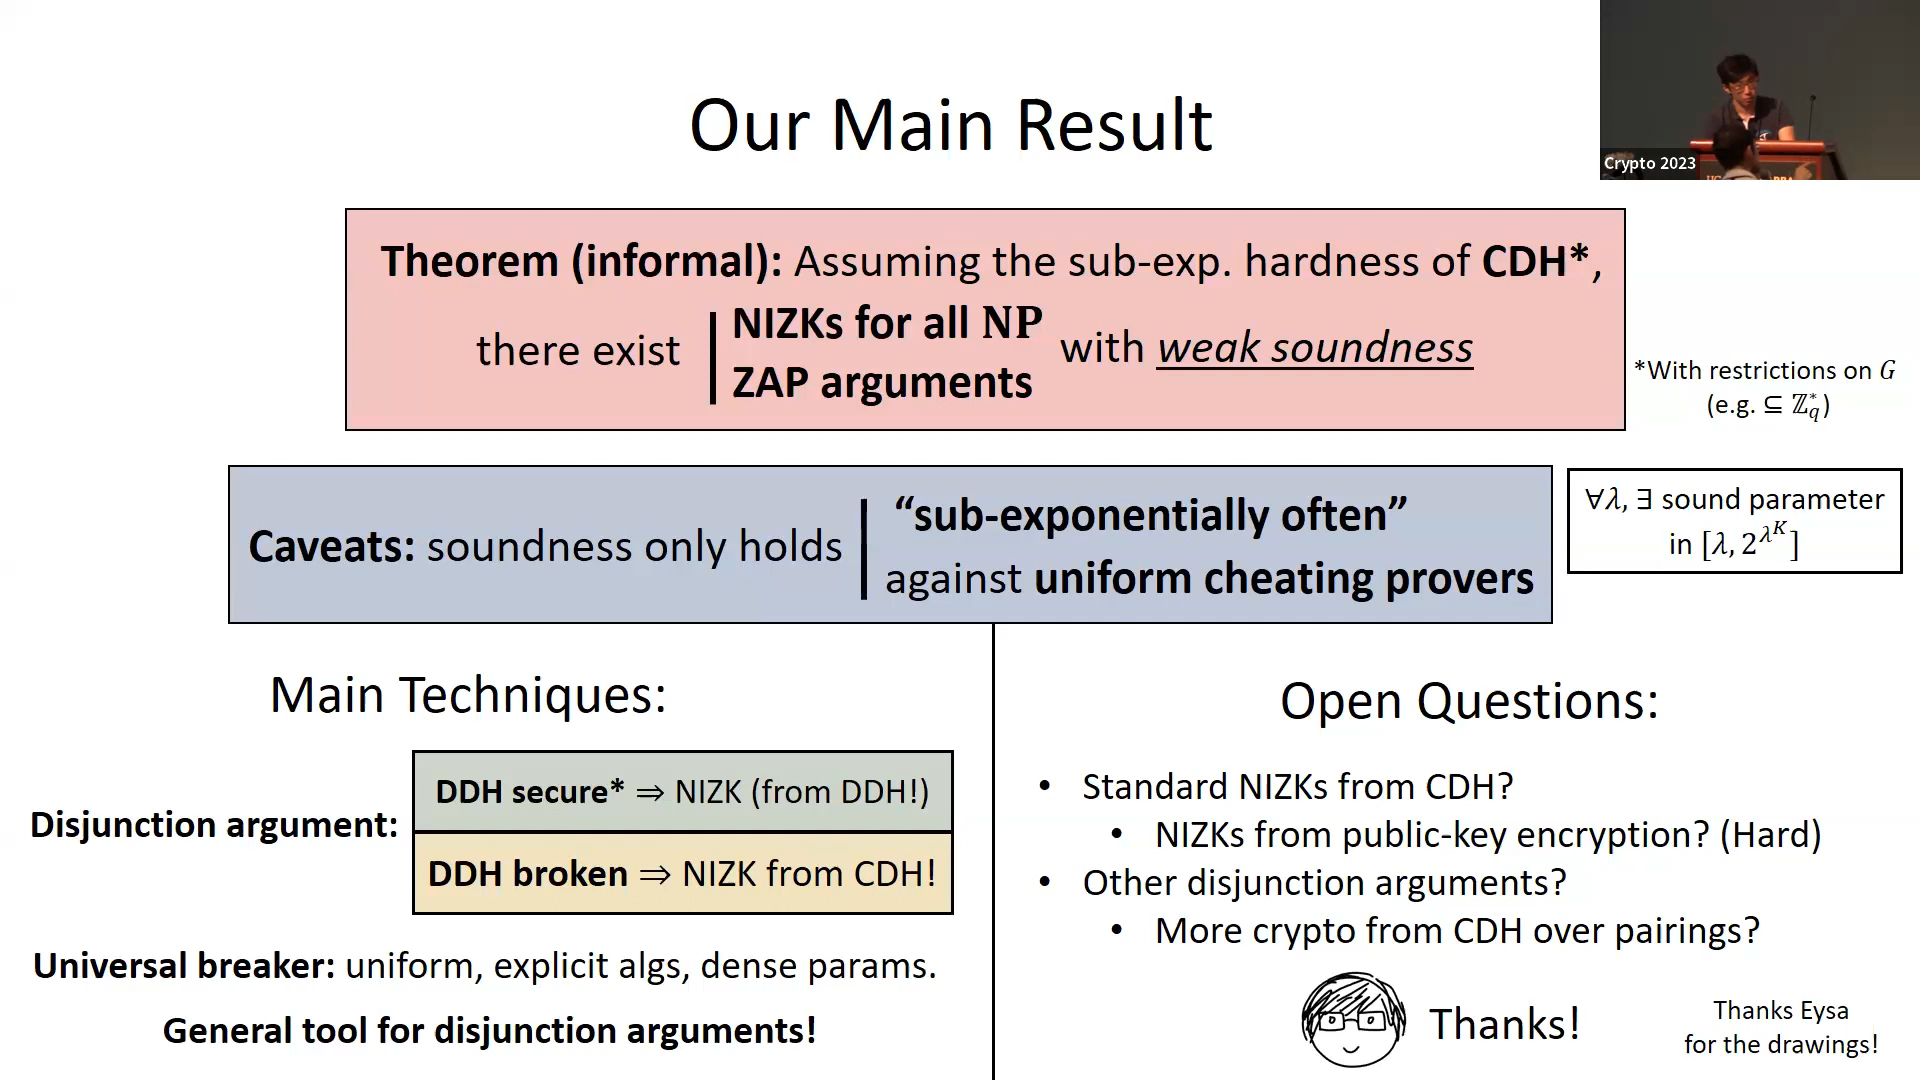 Our Main Result
Crypto 2023
Theorem (informal): Assuming the sub-exp. hardness of CDH*,
there exist
NIZKs for all NP
ZAP arguments
with weak soundness
*With restrictions on G
(e.g. ⊆ ℤ_q^*)
Caveats: soundness only holds
“sub-exponentially often”
against uniform cheating provers
∀λ, ∃ sound parameter
in [λ, 2^{λ^K}]
Main Techniques:
Disjunction argument:
DDH secure* ⇒ NIZK (from DDH!)
DDH broken ⇒ NIZK from CDH!
Universal breaker: uniform, explicit algs, dense params.
General tool for disjunction arguments!
Open Questions:
• Standard NIZKs from CDH?
• NIZKs from public-key encryption? (Hard)
• Other disjunction arguments?
• More crypto from CDH over pairings?
Thanks!
Thanks Eysa
for the drawings!